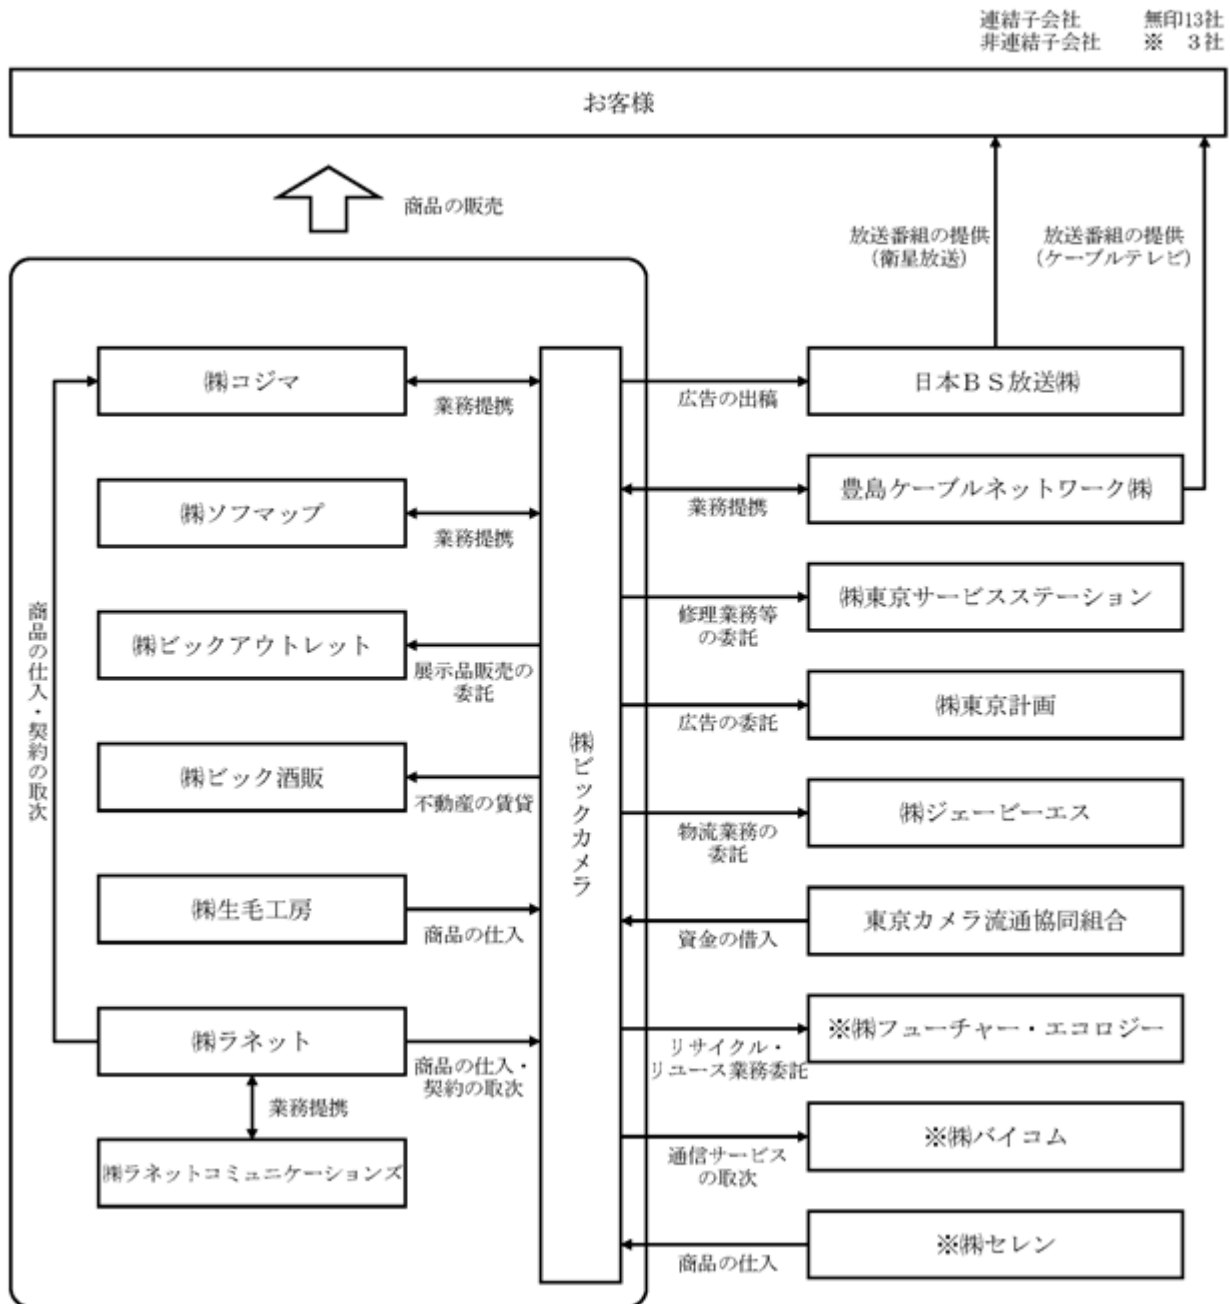 連結子会社 無印13社
非連結子会社 ※ 3社
お客様
商品の販売
放送番組の提供
(衛星放送)
放送番組の提供
(ケーブルテレビ)
㈱コジマ
業務提携
㈱ソフマップ
業務提携
㈱ビックアウトレット
展示品販売の
委託
㈱ビック酒販
不動産の賃貸
㈱生毛工房
商品の仕入
㈱ラネット
商品の仕入・
契約の取次
業務提携
㈱ラネットコミュニケーションズ
商品の仕入・契約の取次
㈱ビックカメラ
広告の出稿
日本BS放送㈱
業務提携
豊島ケーブルネットワーク㈱
修理業務等
の委託
㈱東京サービスステーション
広告の委託
㈱東京計画
物流業務の
委託
㈱ジェービーエス
資金の借入
東京カメラ流通協同組合
リサイクル・
リユース業務委託
※㈱フューチャー・エコロジー
通信サービス
の取次
※㈱バイコム
商品の仕入
※㈱セレン